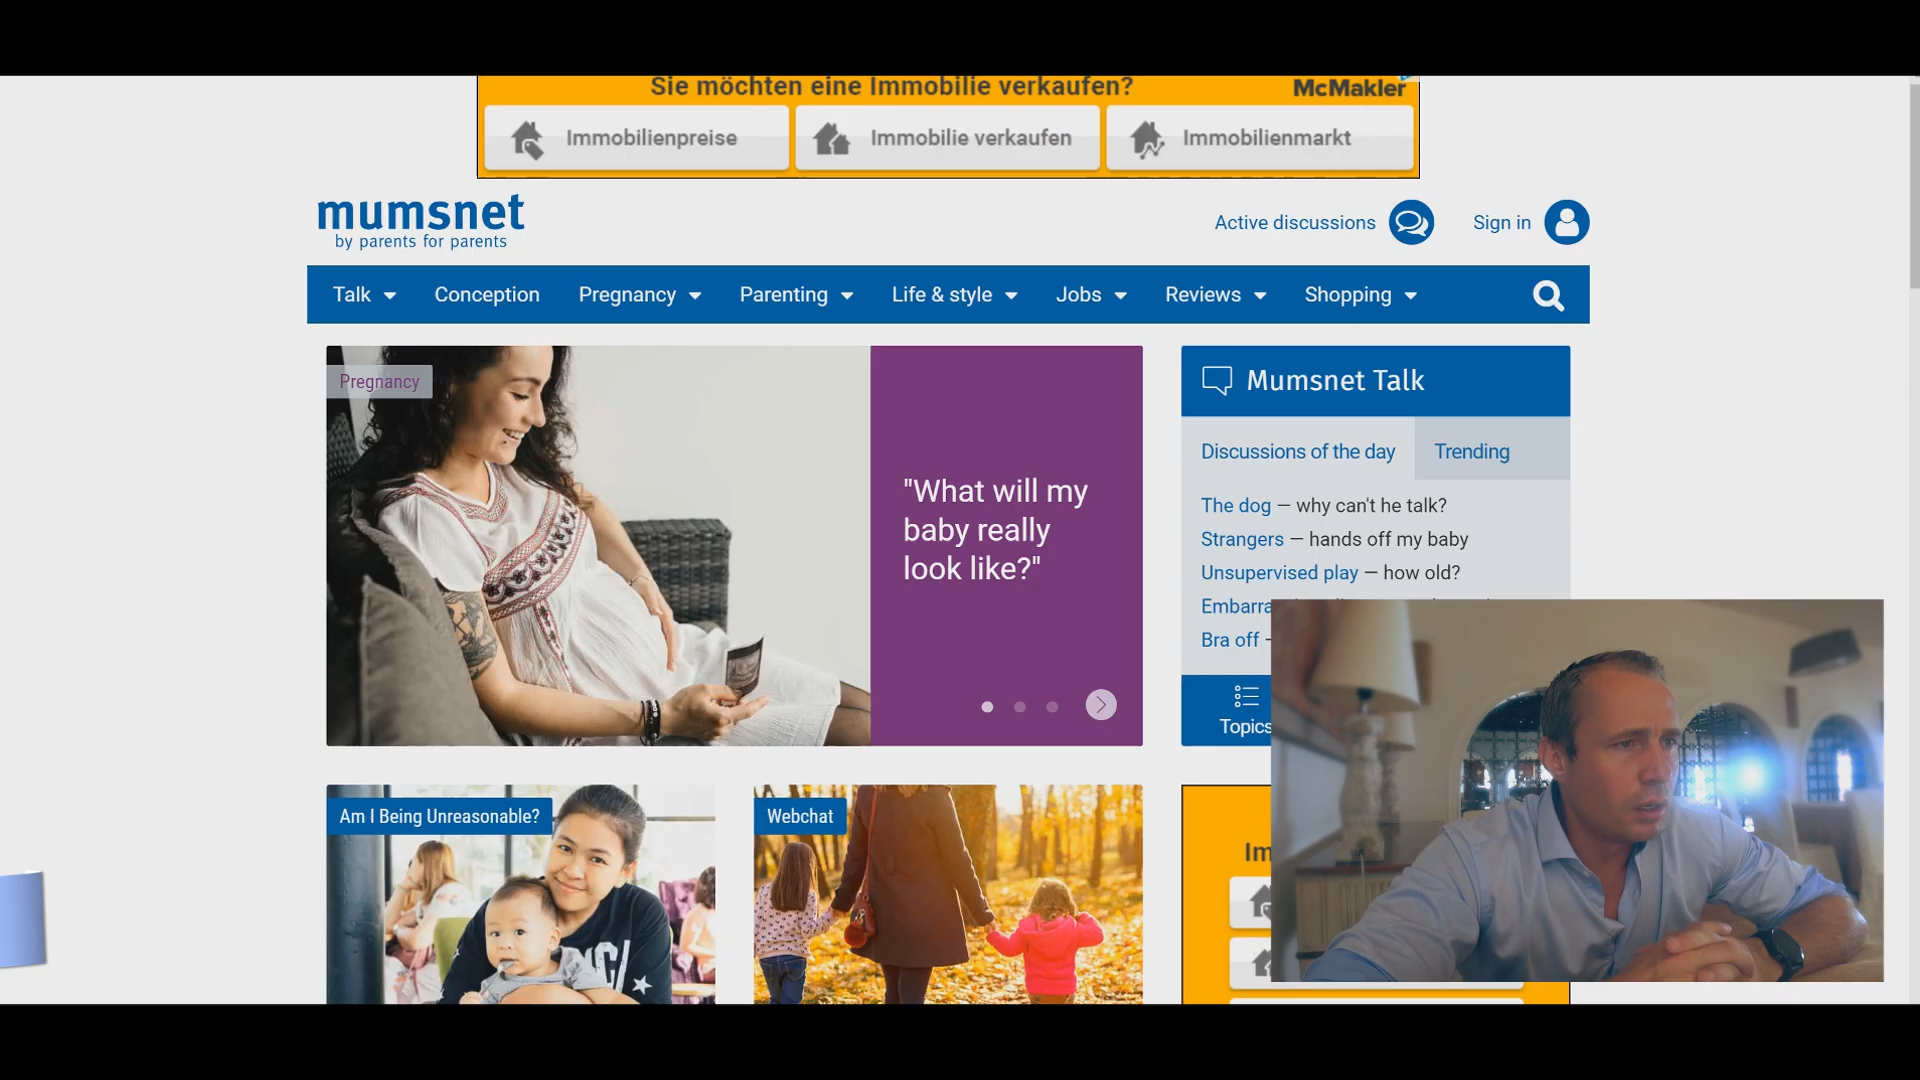 Sie möchten eine Immobilie verkaufen?
McMakler
Immobilienpreise
Immobilie verkaufen
Immobilienmarkt
mumsnet
by parents for parents
Active discussions
Sign in
Talk
Conception
Pregnancy
Parenting
Life & style
Jobs
Reviews
Shopping
Pregnancy
"What will my
baby really
look like?"
Mumsnet Talk
Discussions of the day
Trending
The dog — why can't he talk?
Strangers — hands off my baby
Unsupervised play — how old?
Bra off -
Topics
Am I Being Unreasonable?
Webchat